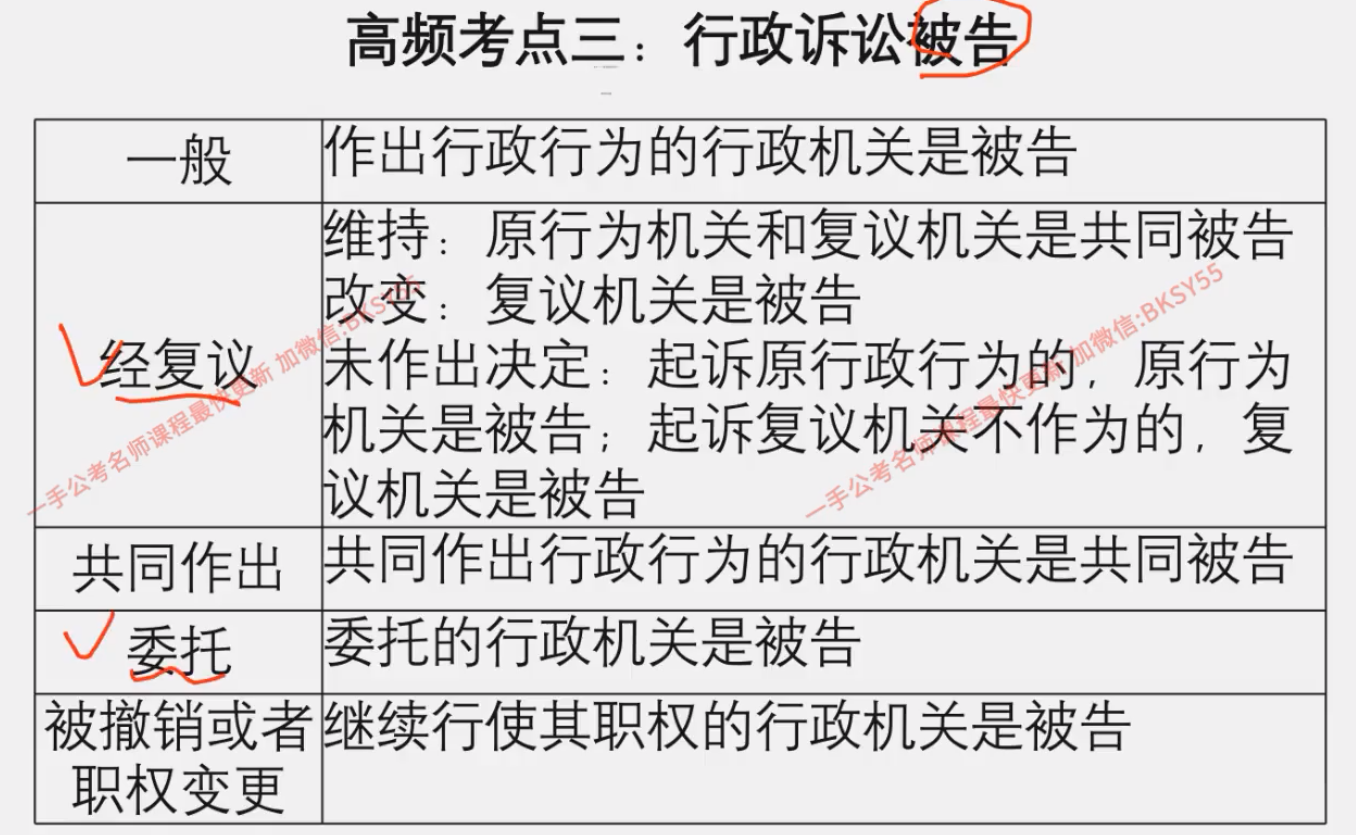 高频考点三：行政诉讼被告
一般
作出行政行为的行政机关是被告
经复议
维持：原行为机关和复议机关是共同被告
改变：复议机关是被告
未作出决定：起诉原行政行为的，原行为
机关是被告；起诉复议机关不作为的，复
议机关是被告
共同作出
共同作出行政行为的行政机关是共同被告
委托
委托的行政机关是被告
被撤销或者
职权变更
继续行使其职权的行政机关是被告
一手公考名师课程最快更新 加微信:BKSY55
一手公考名师课程最快更新 加微信:BKSY55